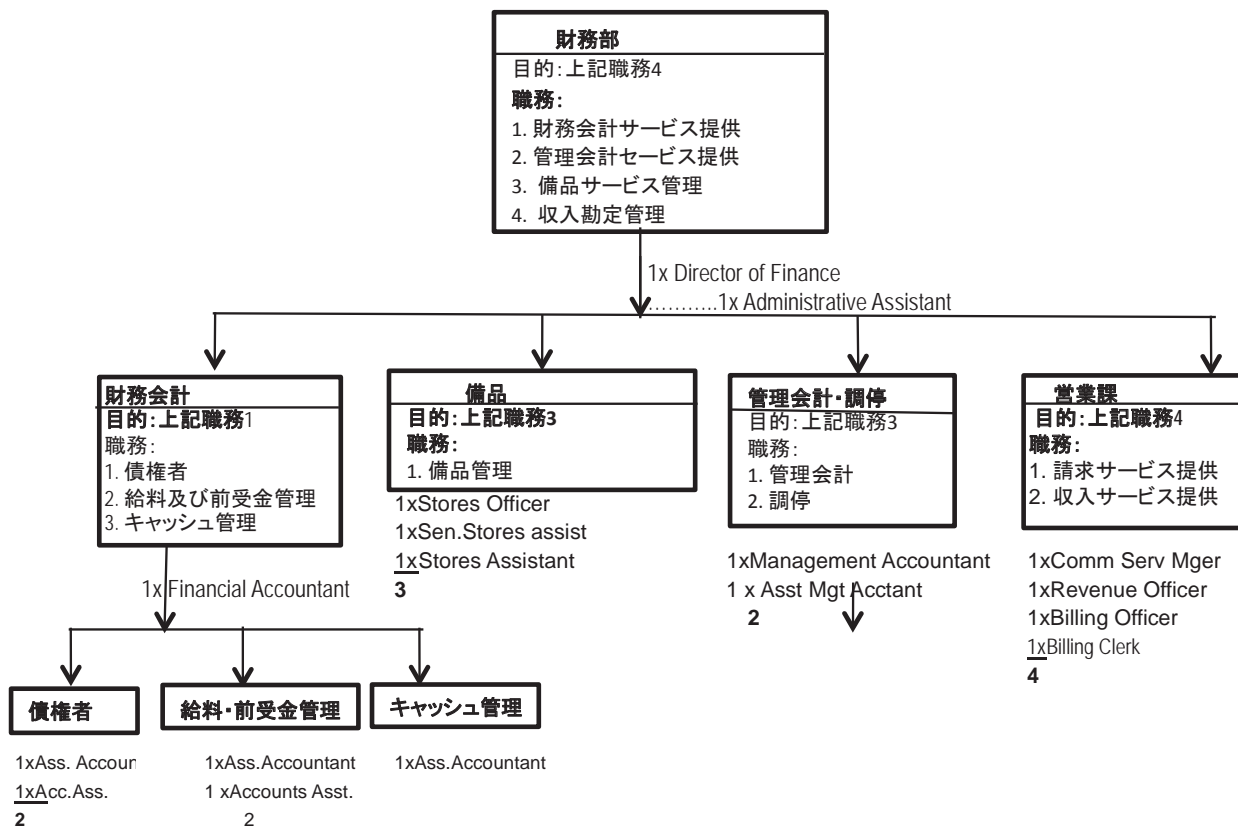 財務部
目的：上記職務4
職務：
1. 財務会計サービス提供
2. 管理会計セービス提供
3. 備品サービス管理
4. 収入勘定管理
1x Director of Finance
………..1x Administrative Assistant
財務会計
目的：上記職務1
職務：
1. 債権者
2. 給料及び前受金管理
3. キャッシュ管理
1x Financial Accountant
備品
目的：上記職務3
職務：
1. 備品管理
1xStores Officer
1xSen.Stores assist
1xStores Assistant
3
管理会計・調停
目的：上記職務3
職務：
1. 管理会計
2. 調停
1xManagement Accountant
1 x Asst Mgt Acctant
2
営業課
目的：上記職務4
職務：
1. 請求サービス提供
2. 収入サービス提供
1xComm Serv Mger
1xRevenue Officer
1xBilling Officer
1xBilling Clerk
4
債権者
1xAss. Accoun
1xAcc.Ass.
2
給料・前受金管理
1xAss.Accountant
1 xAccounts Asst.
2
キャッシュ管理
1xAss.Accountant